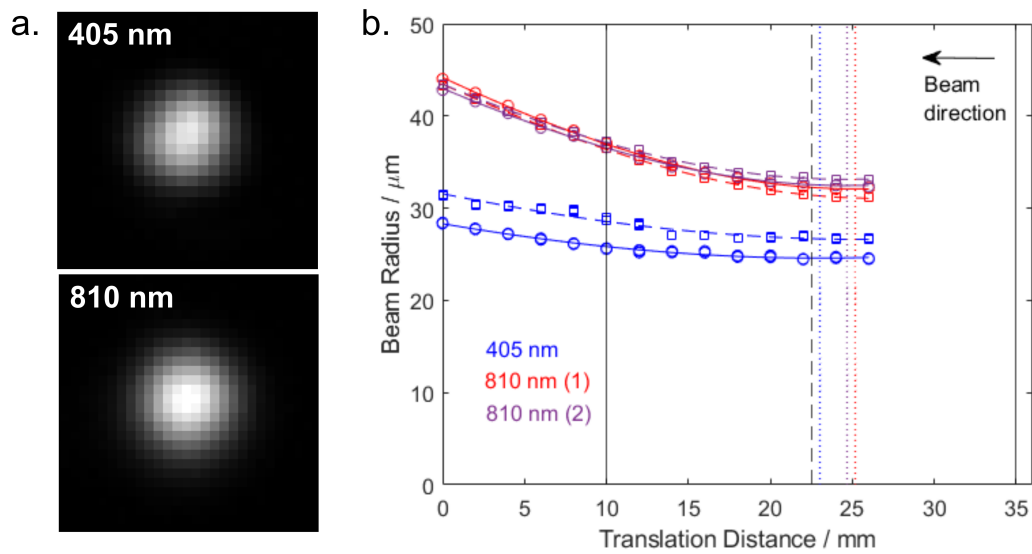 a.
405 nm
810 nm
b.
50
40
30
20
10
0
Beam Radius / μm
Beam
direction
405 nm
810 nm (1)
810 nm (2)
0 5 10 15 20 25 30 35
Translation Distance / mm